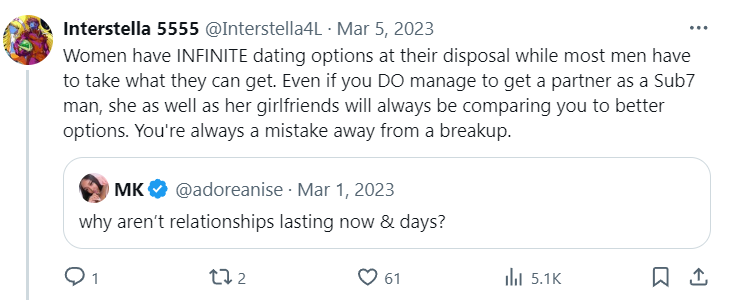 Interstella 5555 @Interstella4L · Mar 5, 2023
Women have INFINITE dating options at their disposal while most men have
to take what they can get. Even if you DO manage to get a partner as a Sub7
man, she as well as her girlfriends will always be comparing you to better
options. You're always a mistake away from a breakup.
MK @adoreanise · Mar 1, 2023
why aren’t relationships lasting now & days?
1 2 61 5.1K